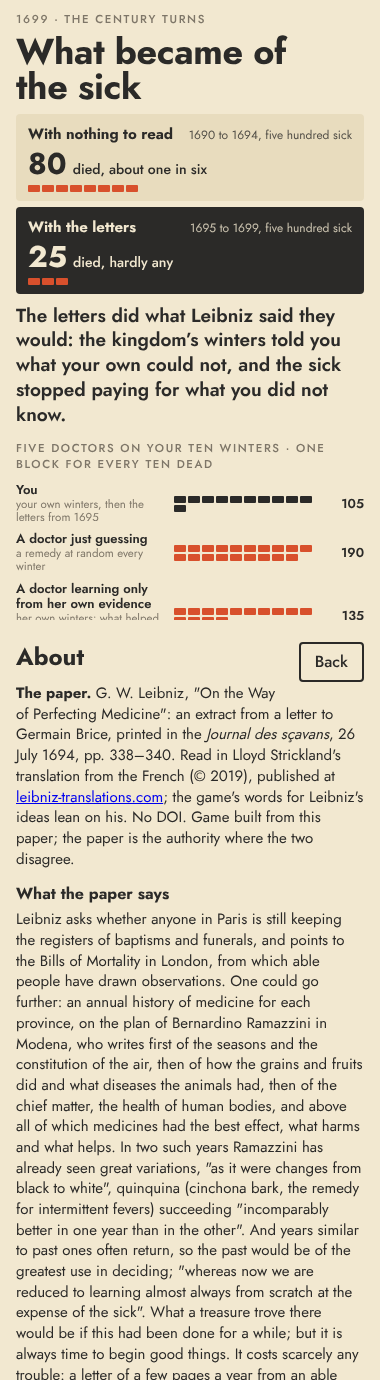 1699 · THE CENTURY TURNS
What became of
the sick
With nothing to read 1690 to 1694, five hundred sick
80 died, about one in six
With the letters 1695 to 1699, five hundred sick
25 died, hardly any
The letters did what Leibniz said they
would: the kingdom’s winters told you
what your own could not, and the sick
stopped paying for what you did not
know.
FIVE DOCTORS ON YOUR TEN WINTERS · ONE
BLOCK FOR EVERY TEN DEAD
You
your own winters, then the
letters from 1695
105
A doctor just guessing
a remedy at random every
winter
190
A doctor learning only
from her own evidence
her own winters: what helped
135
About
Back
The paper. G. W. Leibniz, "On the Way
of Perfecting Medicine": an extract from a letter to
Germain Brice, printed in the Journal des sçavans, 26
July 1694, pp. 338–340. Read in Lloyd Strickland's
translation from the French (© 2019), published at
leibniz-translations.com; the game's words for Leibniz's
ideas lean on his. No DOI. Game built from this
paper; the paper is the authority where the two
disagree.
What the paper says
Leibniz asks whether anyone in Paris is still keeping
the registers of baptisms and funerals, and points to
the Bills of Mortality in London, from which able
people have drawn observations. One could go
further: an annual history of medicine for each
province, on the plan of Bernardino Ramazzini in
Modena, who writes first of the seasons and the
constitution of the air, then of how the grains and fruits
did and what diseases the animals had, then of the
chief matter, the health of human bodies, and above
all of which medicines had the best effect, what harms
and what helps. In two such years Ramazzini has
already seen great variations, "as it were changes from
black to white", quinquina (cinchona bark, the remedy
for intermittent fevers) succeeding "incomparably
better in one year than in the other". And years similar
to past ones often return, so the past would be of the
greatest use in deciding; "whereas now we are
reduced to learning almost always from scratch at the
expense of the sick". What a treasure trove there
would be if this had been done for a while; but it is
always time to begin good things. It costs scarcely any
trouble: a letter of a few pages a year from an able